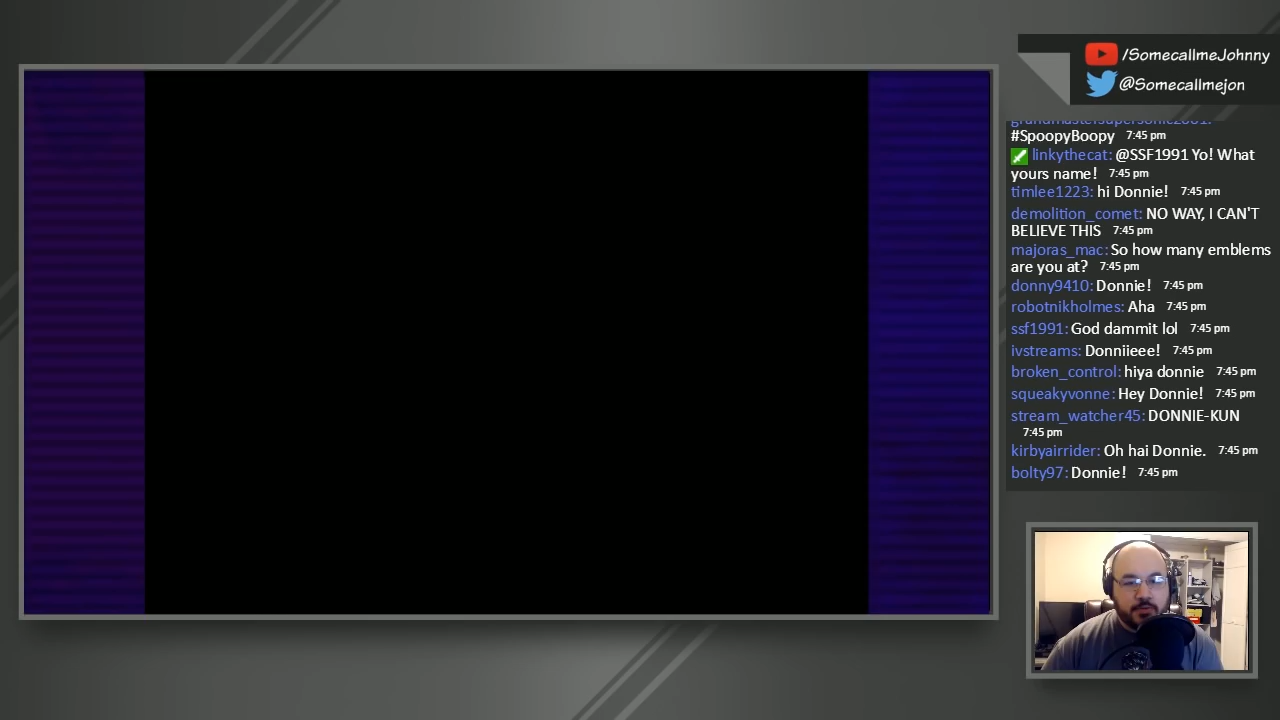 /SomecallmeJohnny
@Somecallmejon
#SpoopyBoopy 7:45 pm
linkythecat: @SSF1991 Yo! What
yours name! 7:45 pm
timlee1223: hi Donnie! 7:45 pm
demolition_comet: NO WAY, I CAN'T
BELIEVE THIS 7:45 pm
majoras_mac: So how many emblems
are you at? 7:45 pm
donny9410: Donnie! 7:45 pm
robotnikholmes: Aha 7:45 pm
ssf1991: God dammit lol 7:45 pm
ivstreams: Donniieee! 7:45 pm
broken_control: hiya donnie 7:45 pm
squeakyvonne: Hey Donnie! 7:45 pm
stream_watcher45: DONNIE-KUN
7:45 pm
kirbyairrider: Oh hai Donnie. 7:45 pm
bolty97: Donnie! 7:45 pm